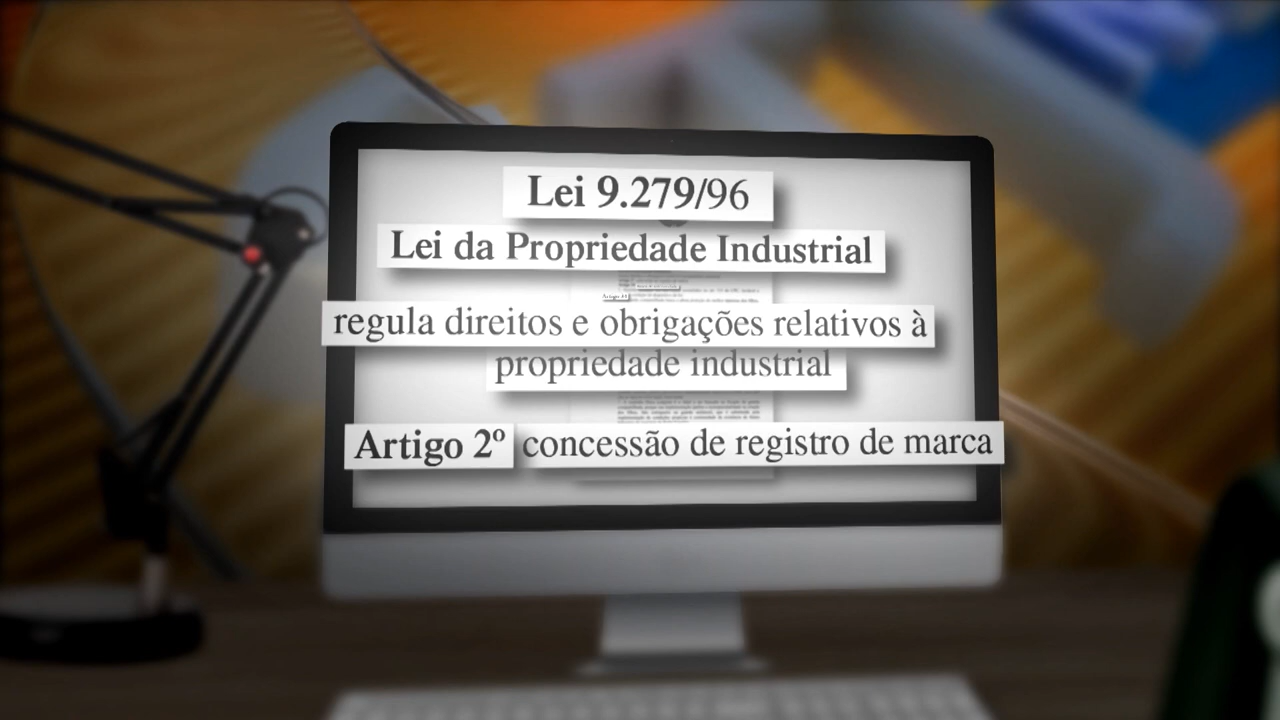 Lei 9.279/96
Lei da Propriedade Industrial
regula direitos e obrigações relativos à
propriedade industrial
Artigo 2º concessão de registro de marca